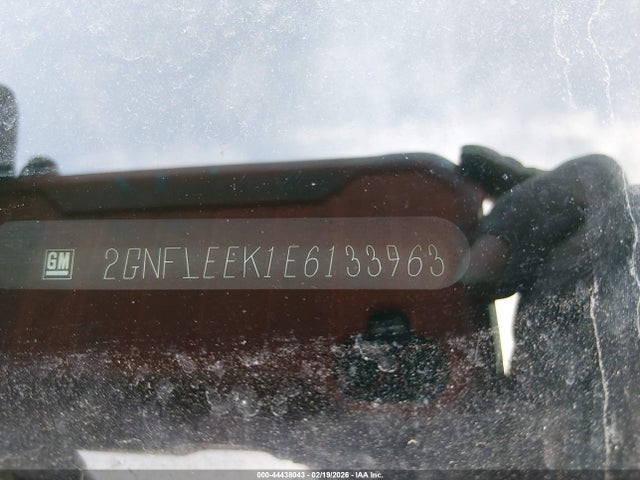 GM 2GNFLEEK1E6133963
000-44438043 - 02/19/2026 - IAA Inc.